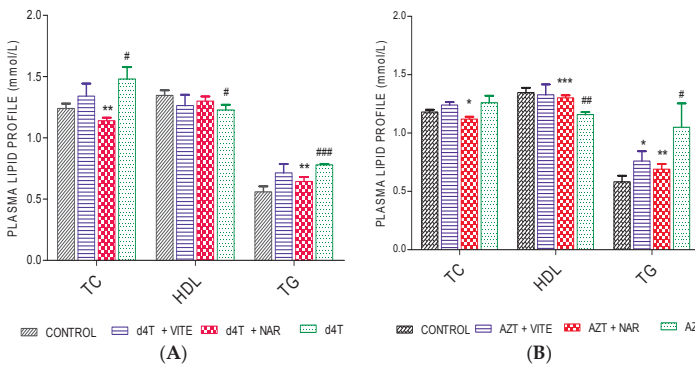 A
B
2.0
1.5
1.0
0.5
0.0
PLASMA LIPID PROFILE (mmol/L)
#
**
#
**
###
TC
HDL
TG
CONTROL d4T + VITE d4T + NAR d4T
(A)
2.0
1.5
1.0
0.5
0.0
PLASMA LIPID PROFILE (mmol/L)
*
***
##
*
**
#
TC
HDL
TG
CONTROL AZT + VITE AZT + NAR AZ
(B)